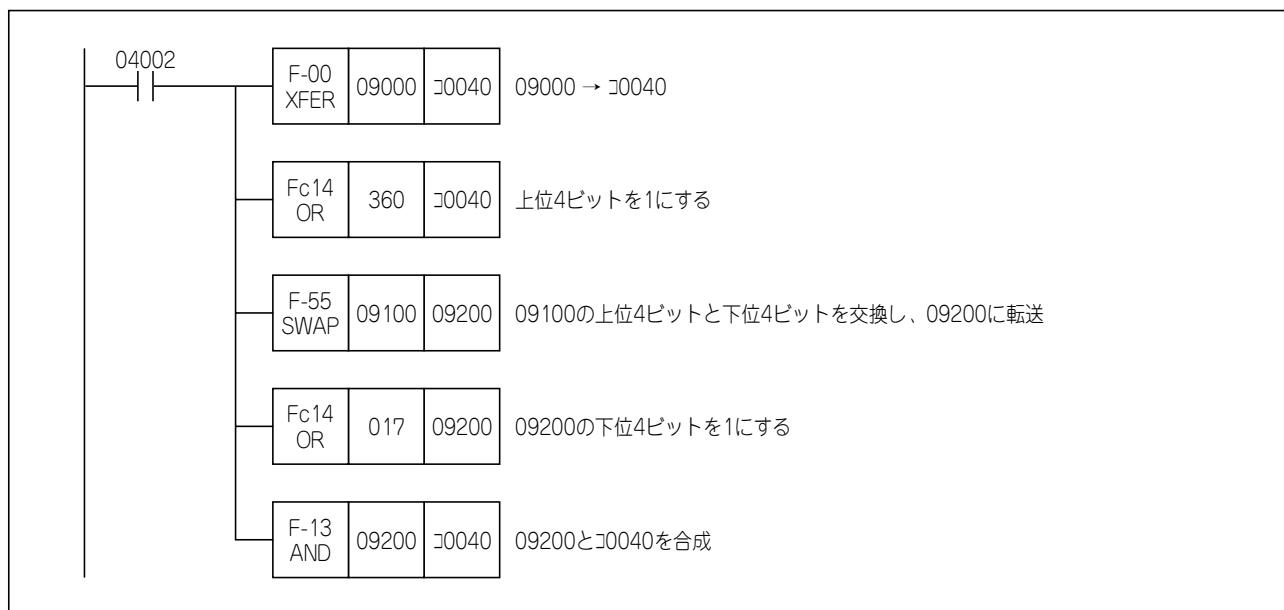 04002
F-00
XFER 09000 コ0040 09000 → コ0040
Fc14
OR 360 コ0040 上位4ビットを1にする
F-55
SWAP 09100 09200 09100の上位4ビットと下位4ビットを交換し、09200に転送
Fc14
OR 017 09200 09200の下位4ビットを1にする
F-13
AND 09200 コ0040 09200とコ0040を合成